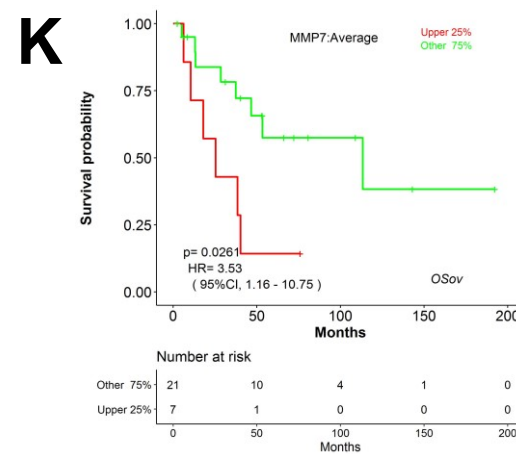 K
MMP7:Average
Upper 25%
Other 75%
Survival probability
1.00
0.75
0.50
0.25
0.00
p= 0.0261
HR= 3.53
( 95%CI, 1.16 - 10.75 )
OSov
0 50 100 150 200
Months
Number at risk
Other 75% 21 10 4 1 0
Upper 25% 7 1 0 0 0
0 50 100 150 200
Months